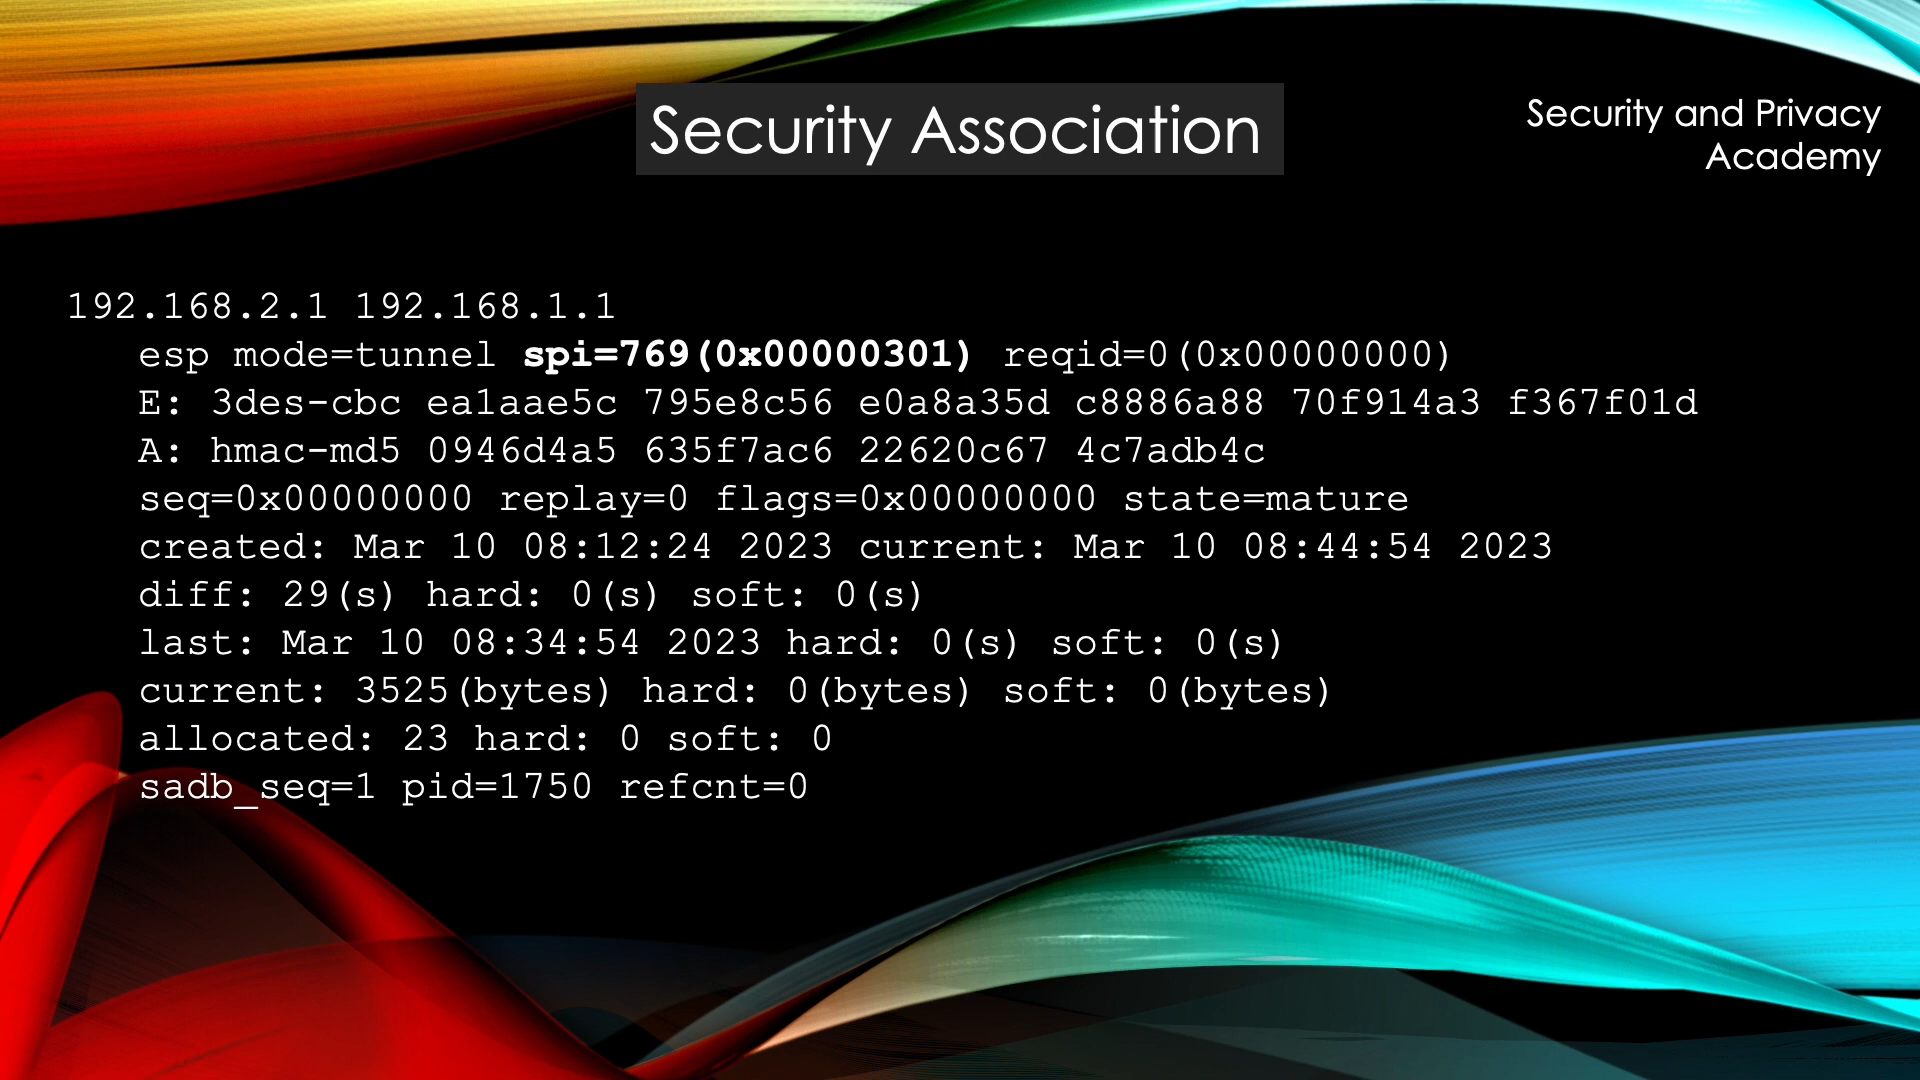 Security Association
Security and Privacy
Academy
192.168.2.1 192.168.1.1
esp mode=tunnel spi=769(0x00000301) reqid=0(0x00000000)
E: 3des-cbc ea1aae5c 795e8c56 e0a8a35d c8886a88 70f914a3 f367f01d
A: hmac-md5 0946d4a5 635f7ac6 22620c67 4c7adb4c
seq=0x00000000 replay=0 flags=0x00000000 state=mature
created: Mar 10 08:12:24 2023 current: Mar 10 08:44:54 2023
diff: 29(s) hard: 0(s) soft: 0(s)
last: Mar 10 08:34:54 2023 hard: 0(s) soft: 0(s)
current: 3525(bytes) hard: 0(bytes) soft: 0(bytes)
allocated: 23 hard: 0 soft: 0
sadb_seq=1 pid=1750 refcnt=0